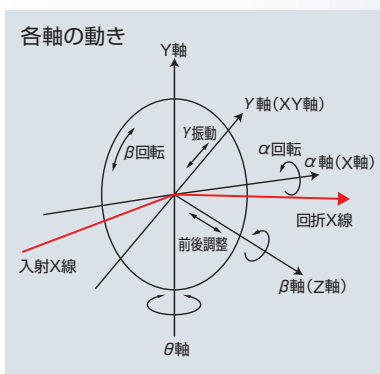 各軸の動き
Y軸
γ軸(XY軸)
γ振動
β回転
α回転
α軸(X軸)
回折X線
前後調整
入射X線
β軸(Z軸)
θ軸